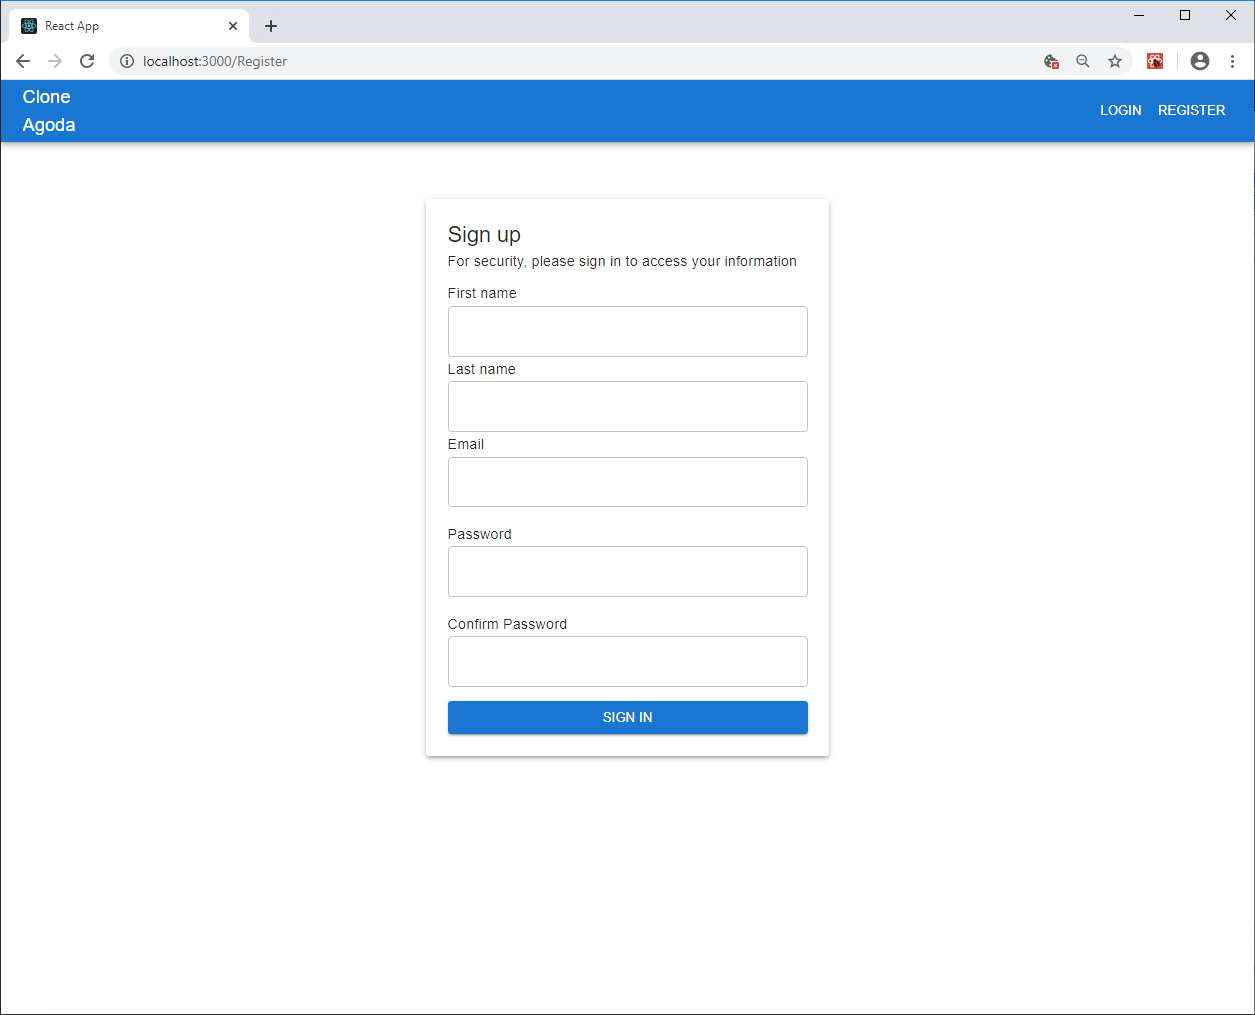 React App
localhost:3000/Register
Clone
Agoda
LOGIN REGISTER
Sign up
For security, please sign in to access your information
First name
Last name
Email
Password
Confirm Password
SIGN IN